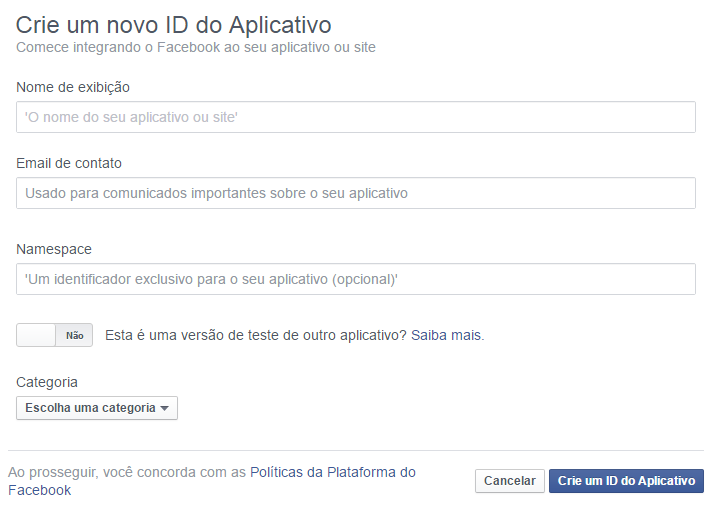 Crie um novo ID do Aplicativo
Comece integrando o Facebook ao seu aplicativo ou site
Nome de exibição
'O nome do seu aplicativo ou site'
Email de contato
Usado para comunicados importantes sobre o seu aplicativo
Namespace
'Um identificador exclusivo para o seu aplicativo (opcional)'
Não Esta é uma versão de teste de outro aplicativo? Saiba mais.
Categoria
Escolha uma categoria
Ao prosseguir, você concorda com as Políticas da Plataforma do
Facebook
Cancelar Crie um ID do Aplicativo